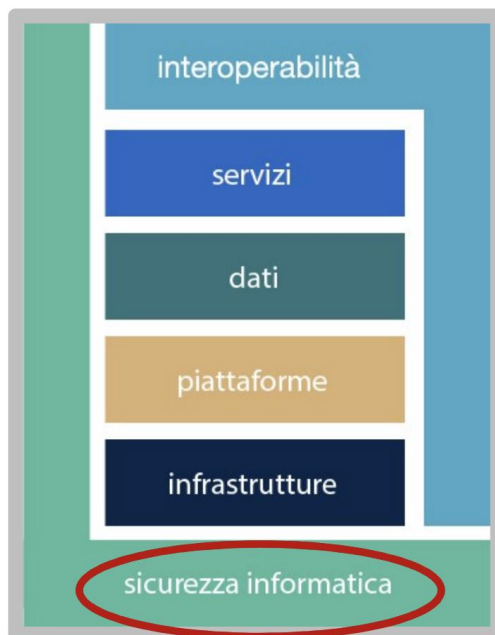 interoperabilità
servizi
dati
piattaforme
infrastrutture
sicurezza informatica